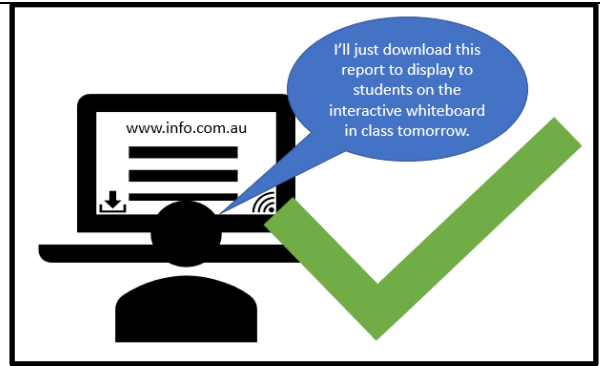 I'll just download this
report to display to
students on the
interactive whiteboard
in class tomorrow.
www.info.com.au